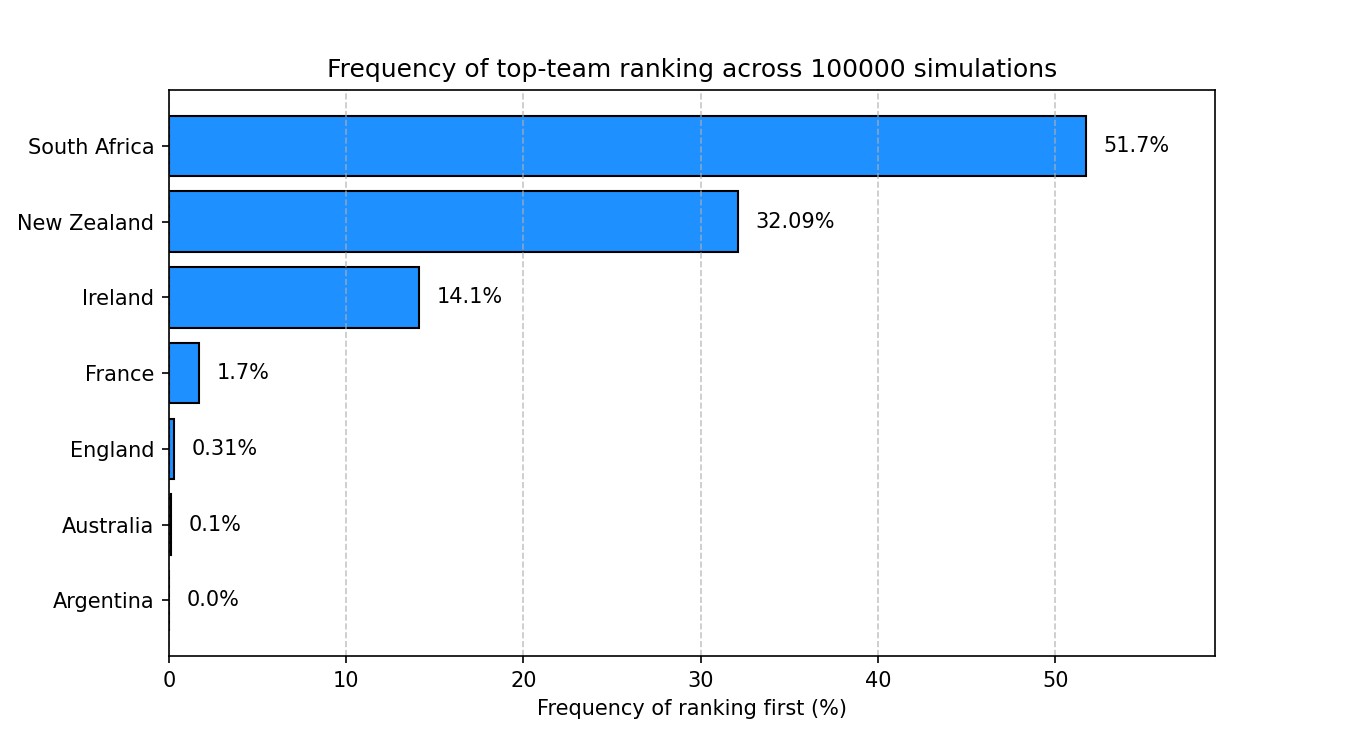 Frequency of top-team ranking across 100000 simulations
South Africa
51.7%
New Zealand
32.09%
Ireland
14.1%
France
1.7%
England
0.31%
Australia
0.1%
Argentina
0.0%
0 10 20 30 40 50
Frequency of ranking first (%)